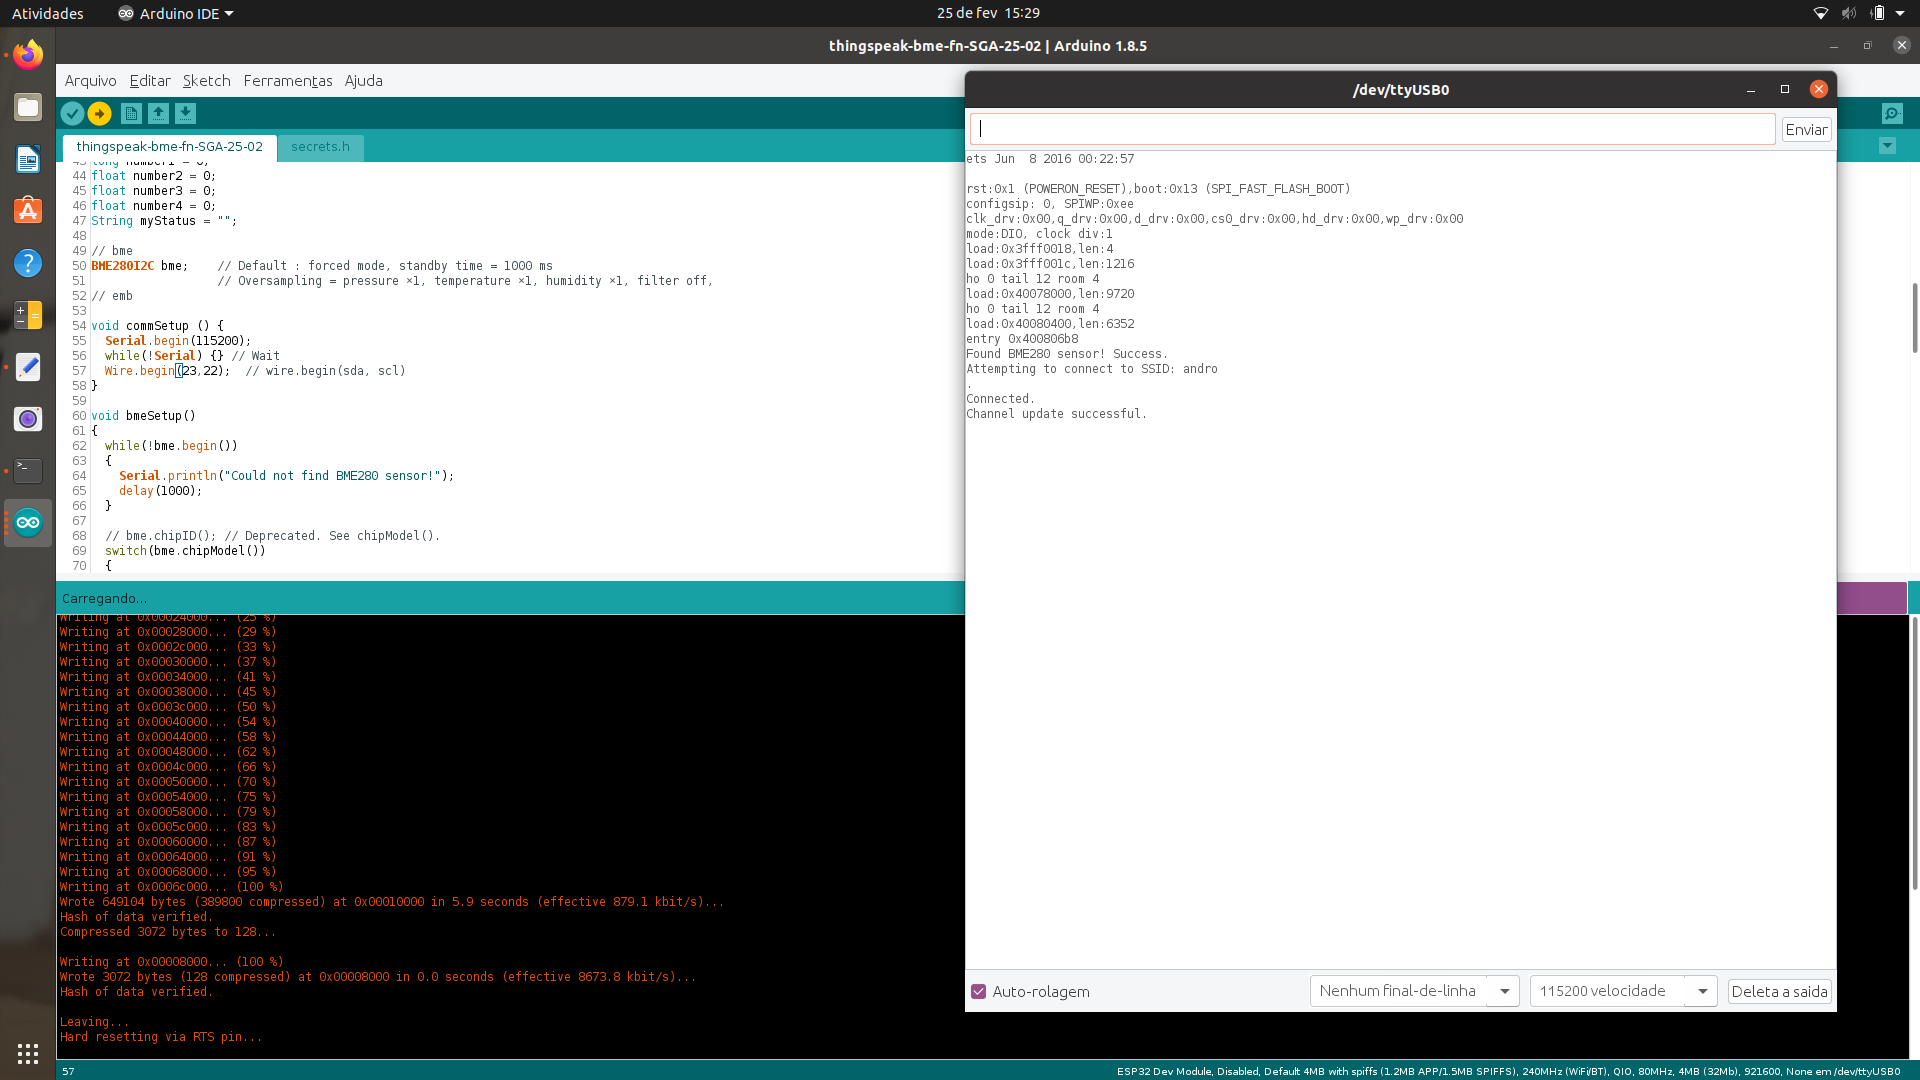 Atividades
Arduino IDE
25 de fev 15:29
thingspeak-bme-fn-SGA-25-02 | Arduino 1.8.5
Arquivo Editar Sketch Ferramentas Ajuda
thingspeak-bme-fn-SGA-25-02
secrets.h
43 long number1 = 0;
44 float number2 = 0;
45 float number3 = 0;
46 float number4 = 0;
47 String myStatus = "";
48
49 // bme
50 BME280I2C bme;    // Default : forced mode, standby time = 1000 ms
51                   // Oversampling = pressure ×1, temperature ×1, humidity ×1, filter off,
52 // emb
53
54 void commSetup () {
55   Serial.begin(115200);
56   while(!Serial) {} // Wait
57   Wire.begin(23,22);  // wire.begin(sda, scl)
58 }
59
60 void bmeSetup()
61 {
62   while(!bme.begin())
63   {
64     Serial.println("Could not find BME280 sensor!");
65     delay(1000);
66   }
67
68   // bme.chipID(); // Deprecated. See chipModel().
69   switch(bme.chipModel())
70   {
Carregando...
Writing at 0x00024000... (25 %)
Writing at 0x00028000... (29 %)
Writing at 0x0002c000... (33 %)
Writing at 0x00030000... (37 %)
Writing at 0x00034000... (41 %)
Writing at 0x00038000... (45 %)
Writing at 0x0003c000... (50 %)
Writing at 0x00040000... (54 %)
Writing at 0x00044000... (58 %)
Writing at 0x00048000... (62 %)
Writing at 0x0004c000... (66 %)
Writing at 0x00050000... (70 %)
Writing at 0x00054000... (75 %)
Writing at 0x00058000... (79 %)
Writing at 0x0005c000... (83 %)
Writing at 0x00060000... (87 %)
Writing at 0x00064000... (91 %)
Writing at 0x00068000... (95 %)
Writing at 0x0006c000... (100 %)
Wrote 649104 bytes (389800 compressed) at 0x00010000 in 5.9 seconds (effective 879.1 kbit/s)...
Hash of data verified.
Compressed 3072 bytes to 128...
Writing at 0x00008000... (100 %)
Wrote 3072 bytes (128 compressed) at 0x00008000 in 0.0 seconds (effective 8673.8 kbit/s)...
Hash of data verified.
Leaving...
Hard resetting via RTS pin...
57
ESP32 Dev Module, Disabled, Default 4MB with spiffs (1.2MB APP/1.5MB SPIFFS), 240MHz (WiFi/BT), QIO, 80MHz, 4MB (32Mb), 921600, None em /dev/ttyUSB0
/dev/ttyUSB0
Enviar
ets Jun  8 2016 00:22:57
rst:0x1 (POWERON_RESET),boot:0x13 (SPI_FAST_FLASH_BOOT)
configsip: 0, SPIWP:0xee
clk_drv:0x00,q_drv:0x00,d_drv:0x00,cs0_drv:0x00,hd_drv:0x00,wp_drv:0x00
mode:DIO, clock div:1
load:0x3fff0018,len:4
load:0x3fff001c,len:1216
ho 0 tail 12 room 4
load:0x40078000,len:9720
ho 0 tail 12 room 4
load:0x40080400,len:6352
entry 0x400806b8
Found BME280 sensor! Success.
Attempting to connect to SSID: andro
.
Connected.
Channel update successful.
Auto-rolagem
Nenhum final-de-linha
115200 velocidade
Deleta a saida